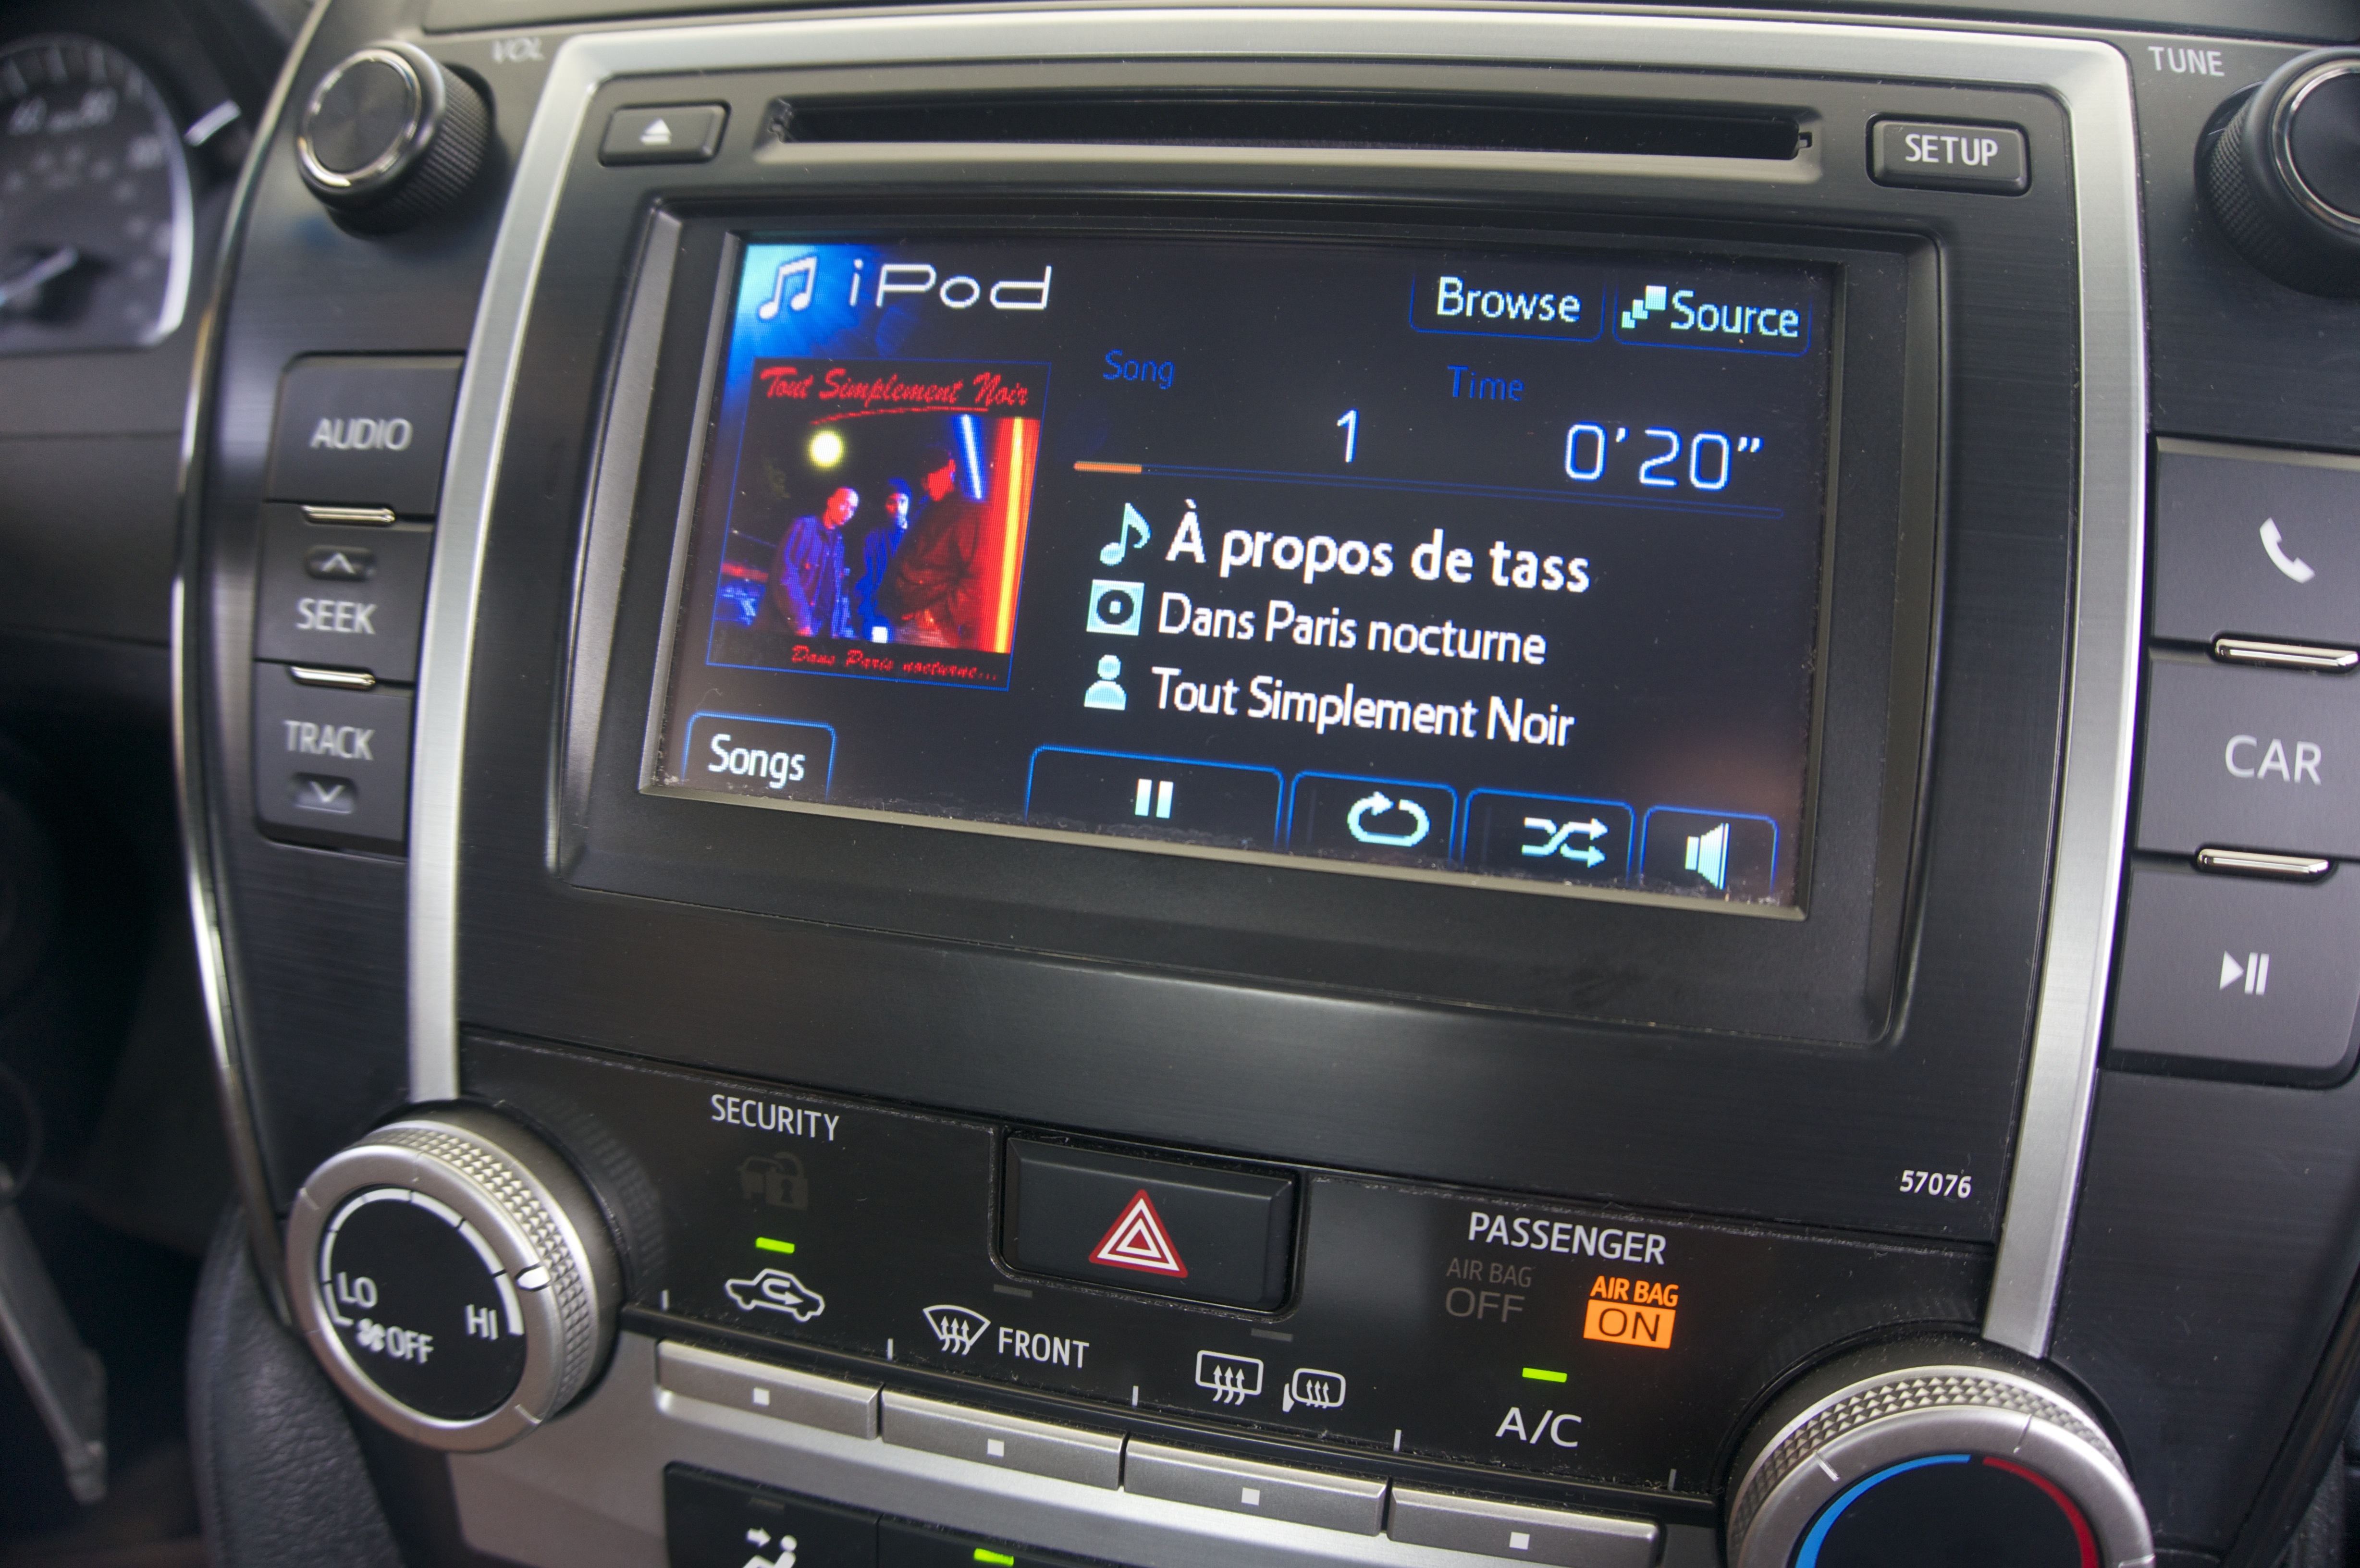 VOL
TUNE
SETUP
iPod
Browse
Source
Tout Simplement Noir
Song
Time
1
0'20"
À propos de tass
Dans Paris nocturne
Tout Simplement Noir
Dans Paris nocturne...
Songs
AUDIO
SEEK
TRACK
CAR
57076
SECURITY
PASSENGER
AIR BAG
OFF
AIR BAG
ON
LO
HI
OFF
FRONT
A/C